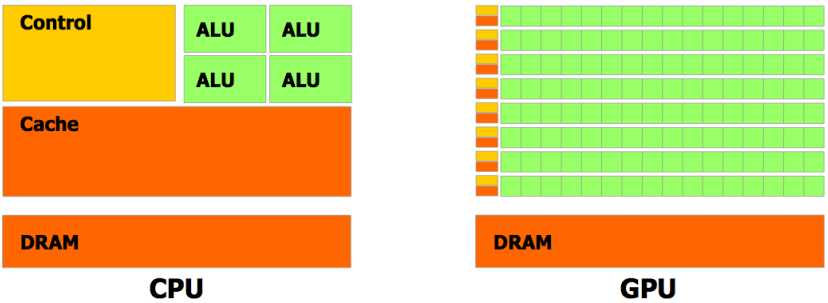 Control
ALU ALU
ALU ALU
Cache
DRAM
CPU
DRAM
GPU